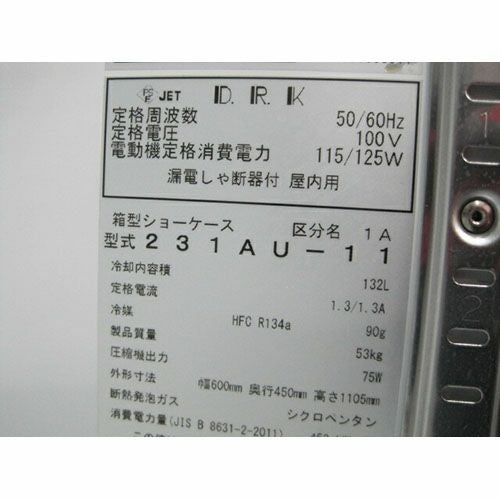 PS E JET D.R.K
定格周波数 50/60Hz
定格電圧 100V
電動機定格消費電力 115/125W
漏電しゃ断器付 屋内用
箱型ショーケース 区分名 1A
型式 231AU-11
冷却内容積 132L
定格電流 1.3/1.3A
冷媒 HFC R134a 90g
製品質量 53kg
圧縮機出力 75W
外形寸法 幅600mm 奥行450mm 高さ1105mm
断熱発泡ガス シクロペンタン
消費電力量(JIS B 8631-2-2011)
1
2